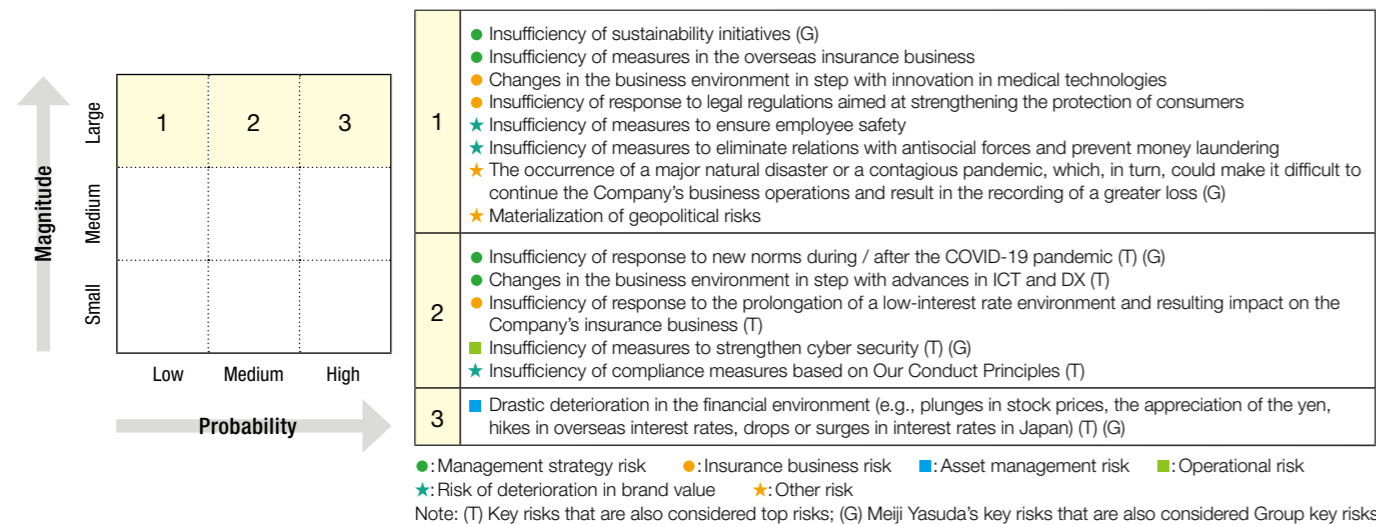 Magnitude
Large
Medium
Small
1
2
3
Low
Medium
High
Probability
1
● Insufficiency of sustainability initiatives (G)
● Insufficiency of measures in the overseas insurance business
● Changes in the business environment in step with innovation in medical technologies
● Insufficiency of response to legal regulations aimed at strengthening the protection of consumers
★ Insufficiency of measures to ensure employee safety
★ Insufficiency of measures to eliminate relations with antisocial forces and prevent money laundering
★ The occurrence of a major natural disaster or a contagious pandemic, which, in turn, could make it difficult to
continue the Company's business operations and result in the recording of a greater loss (G)
★ Materialization of geopolitical risks
2
● Insufficiency of response to new norms during / after the COVID-19 pandemic (T) (G)
● Changes in the business environment in step with advances in ICT and DX (T)
● Insufficiency of response to the prolongation of a low-interest rate environment and resulting impact on the
Company's insurance business (T)
■ Insufficiency of measures to strengthen cyber security (T) (G)
★ Insufficiency of compliance measures based on Our Conduct Principles (T)
3
■ Drastic deterioration in the financial environment (e.g., plunges in stock prices, the appreciation of the yen,
hikes in overseas interest rates, drops or surges in interest rates in Japan) (T) (G)
●: Management strategy risk ●: Insurance business risk ■: Asset management risk ■: Operational risk
★: Risk of deterioration in brand value ★: Other risk
Note: (T) Key risks that are also considered top risks; (G) Meiji Yasuda's key risks that are also considered Group key risks